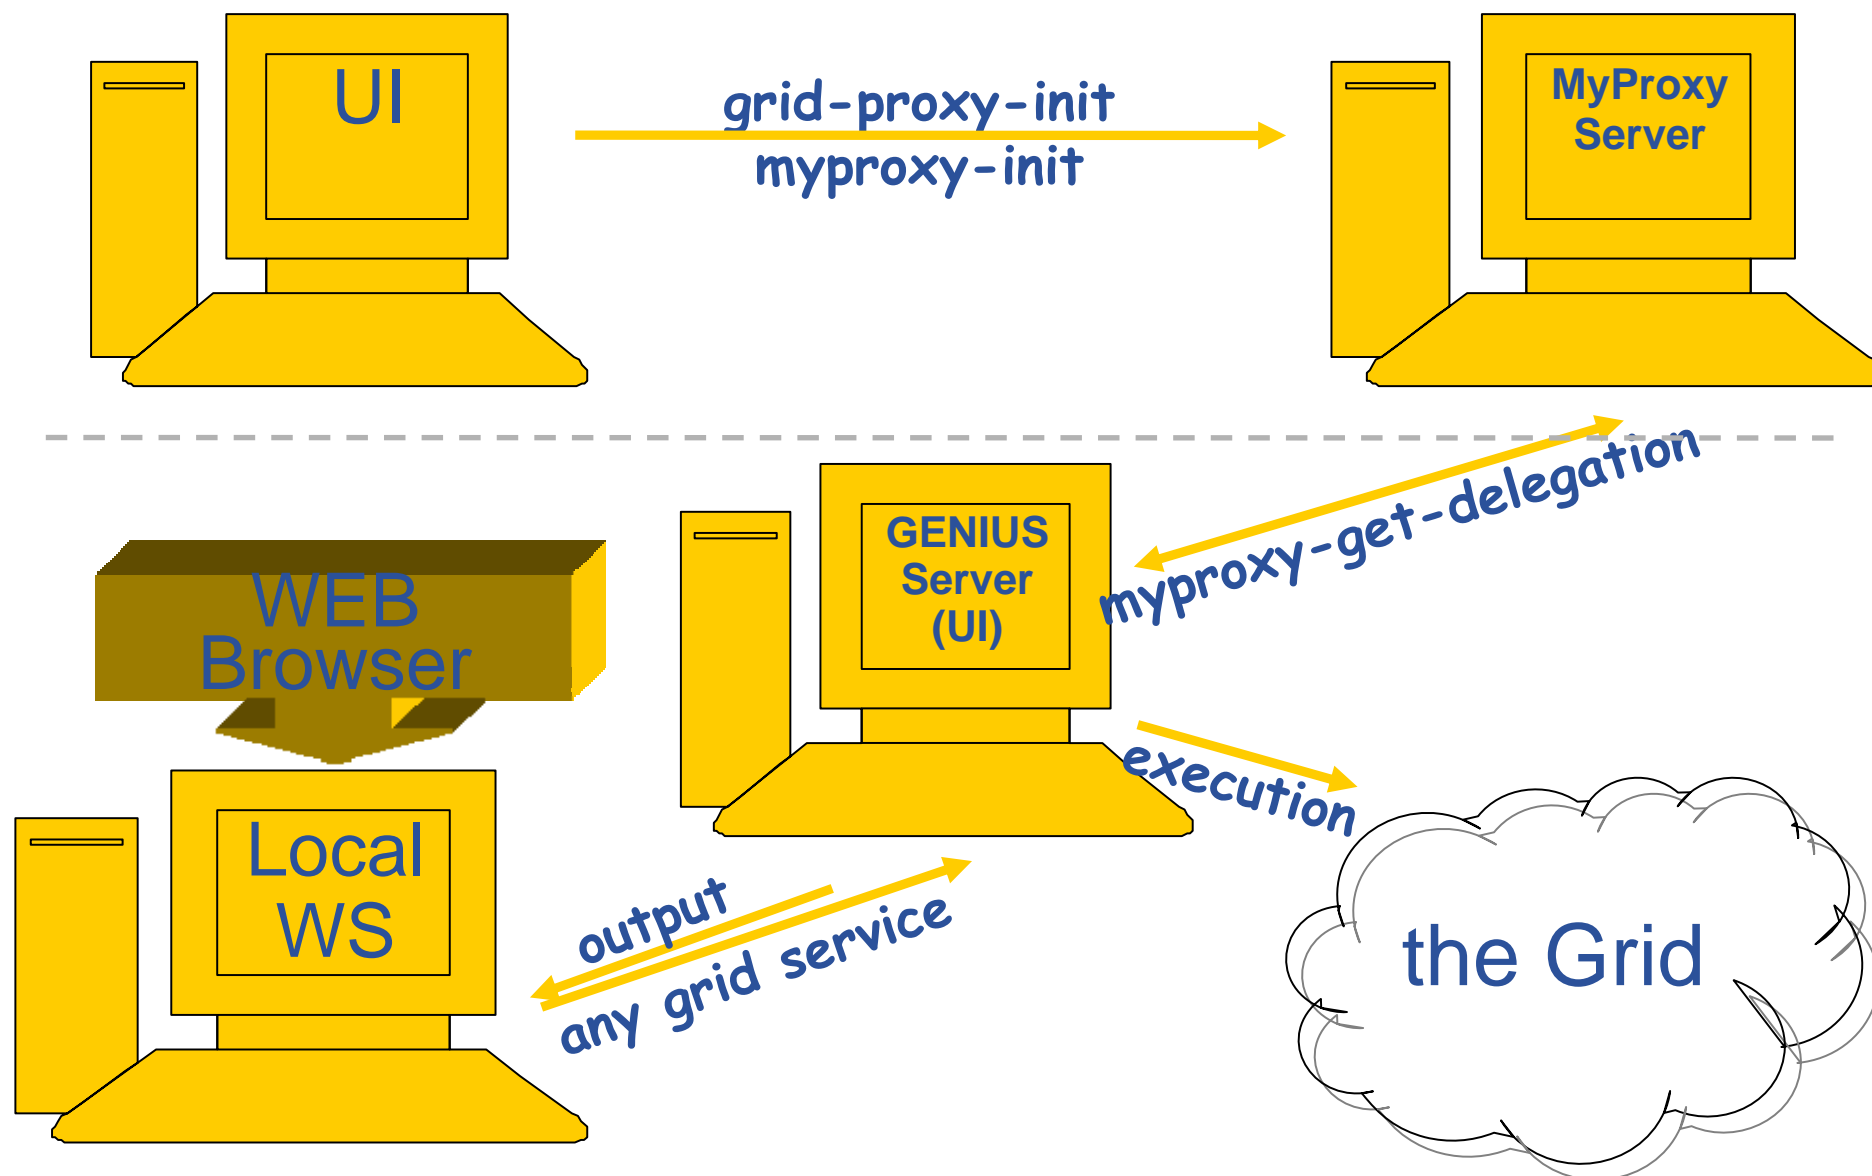 UI
grid-proxy-init
myproxy-init
MyProxy
Server
myproxy-get-delegation
GENIUS
Server
(UI)
WEB
Browser
execution
Local
WS
output
any grid service
the Grid